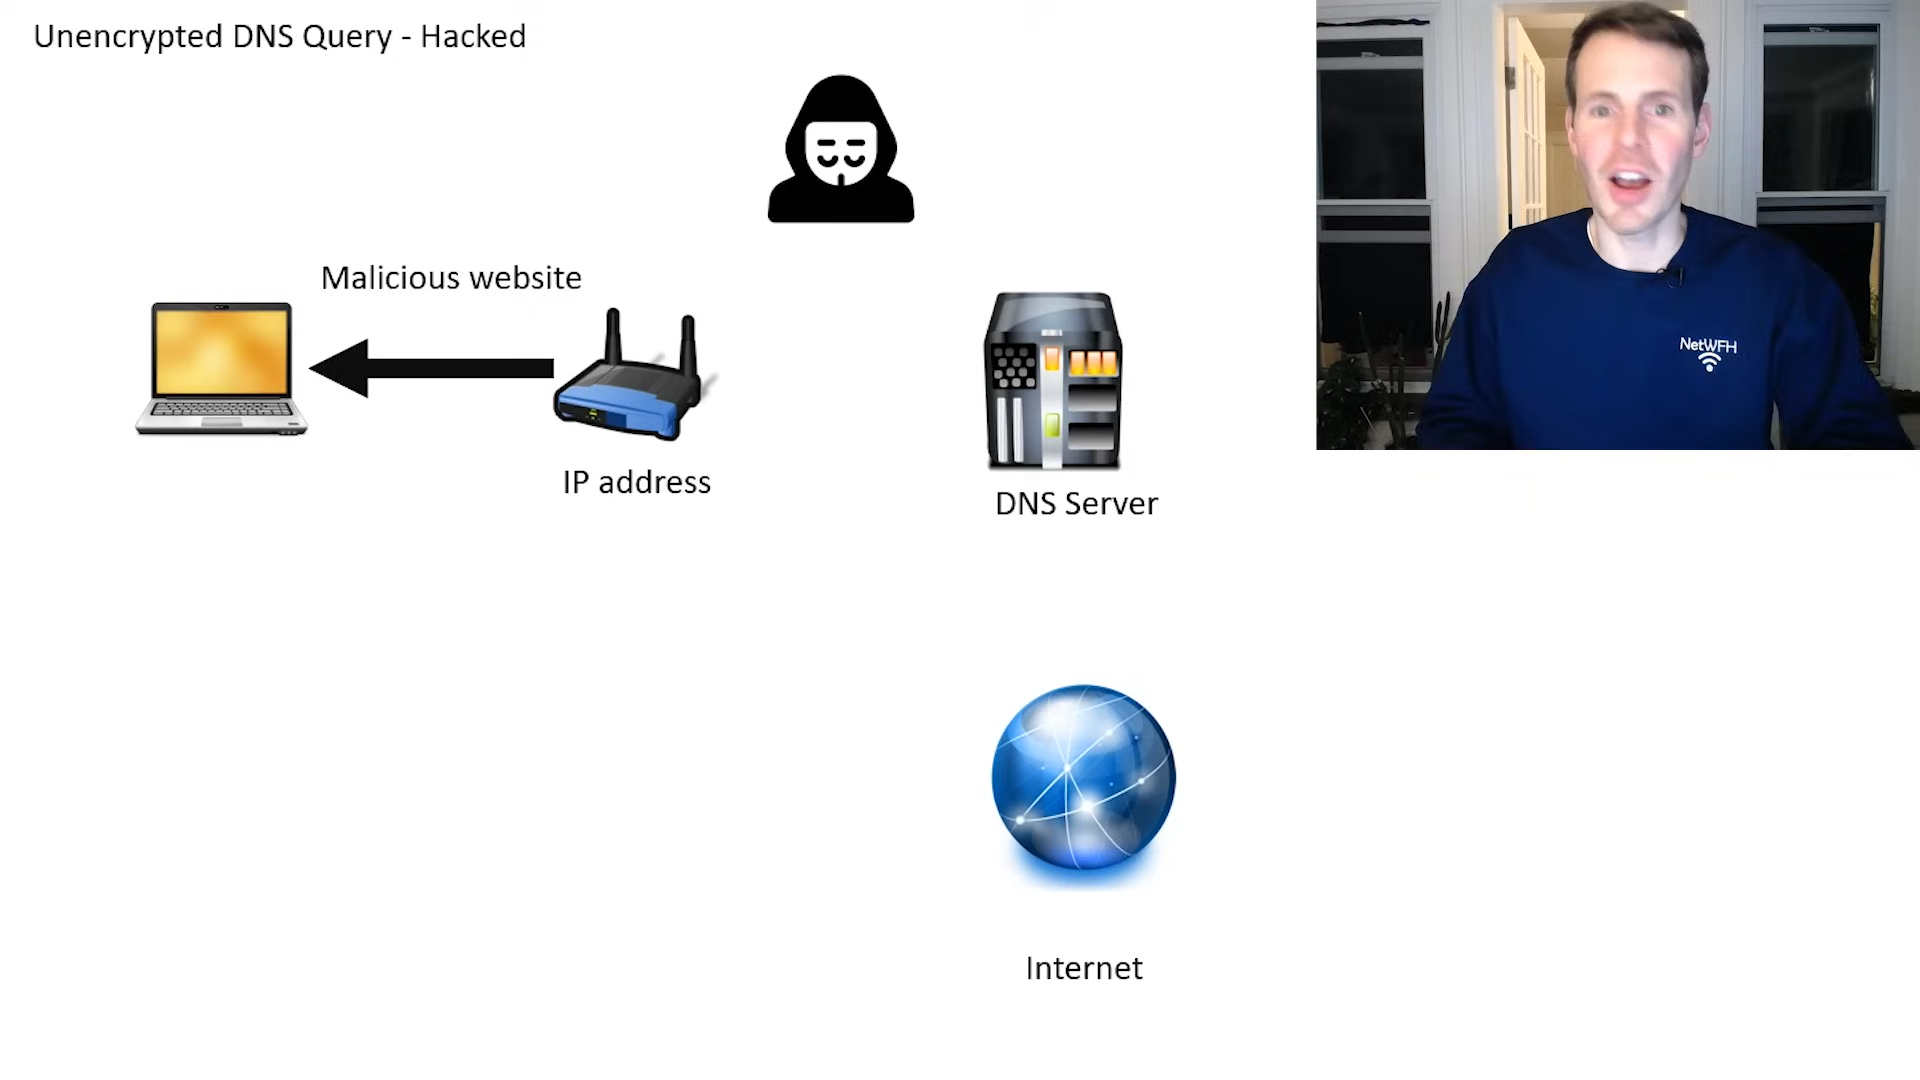 Unencrypted DNS Query - Hacked
Malicious website
NetWFH
IP address
DNS Server
Internet